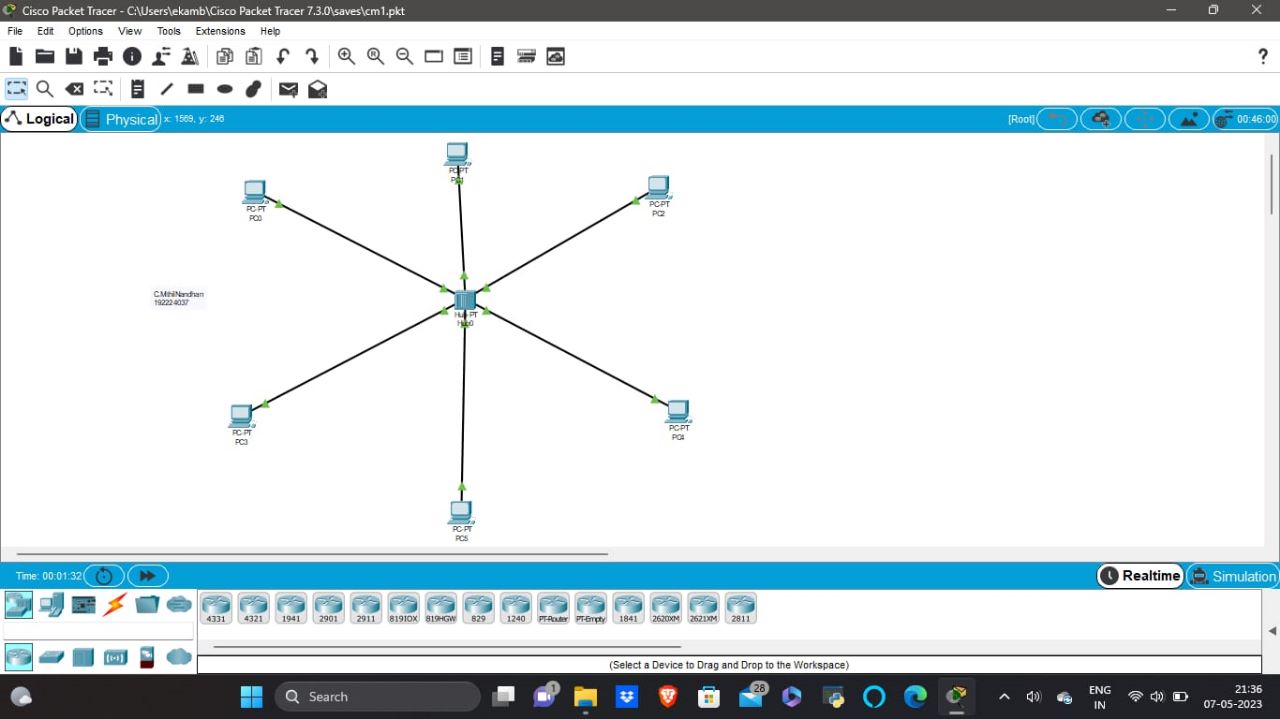 Cisco Packet Tracer - C:\Users\ekamb\Cisco Packet Tracer 7.3.0\saves\cm1.pkt
File Edit Options View Tools Extensions Help
?
Logical Physical x: 1569, y: 246 [Root] 00:46:00
PC-PT
PC1
PC-PT
PC0
PC-PT
PC2
C.MithilNandhan
192224037
Hub-PT
Hub0
PC-PT
PC3
PC-PT
PC4
PC-PT
PC5
Time: 00:01:32 Realtime Simulation
4331 4321 1941 2901 2911 819IOX 819HGW 829 1240 PT-Router PT-Empty 1841 2620XM 2621XM 2811
(Select a Device to Drag and Drop to the Workspace)
Search 1 28 ENG IN 21:36 07-05-2023